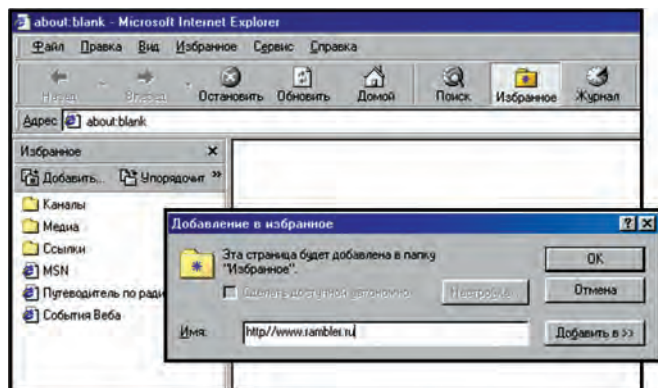 about:blank - Microsoft Internet Explorer
Файл Правка Вид Избранное Сервис Справка
Назад Вперед Остановить Обновить Домой Поиск Избранное Журнал
Адрес about:blank
Избранное
Добавить... Упорядочит »
Каналы
Медиа
Ссылки
MSN
Путеводитель по ради
События Веба
Добавление в избранное
Эта страница будет добавлена в папку
"Избранное".
OK
Сделать доступной автономно
Настройка...
Отмена
Имя: http//www.rambler.ru
Добавить в >>